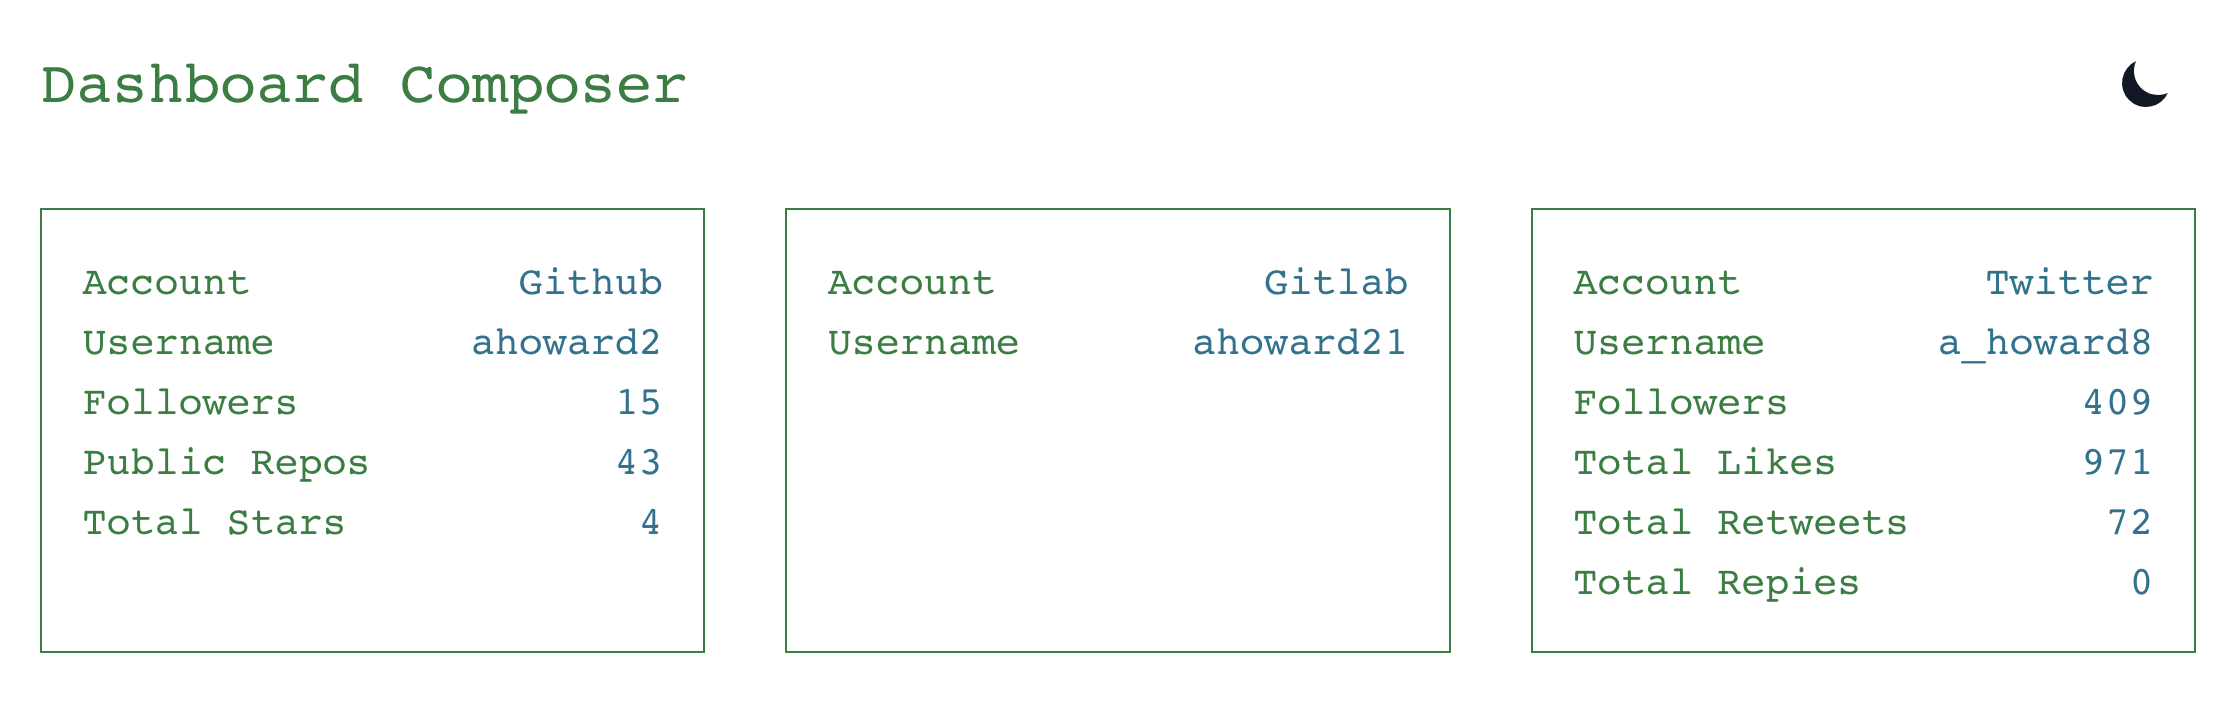 Dashboard Composer
Account Github
Username ahoward2
Followers 15
Public Repos 43
Total Stars 4
Account Gitlab
Username ahoward21
Account Twitter
Username a_howard8
Followers 409
Total Likes 971
Total Retweets 72
Total Repies 0